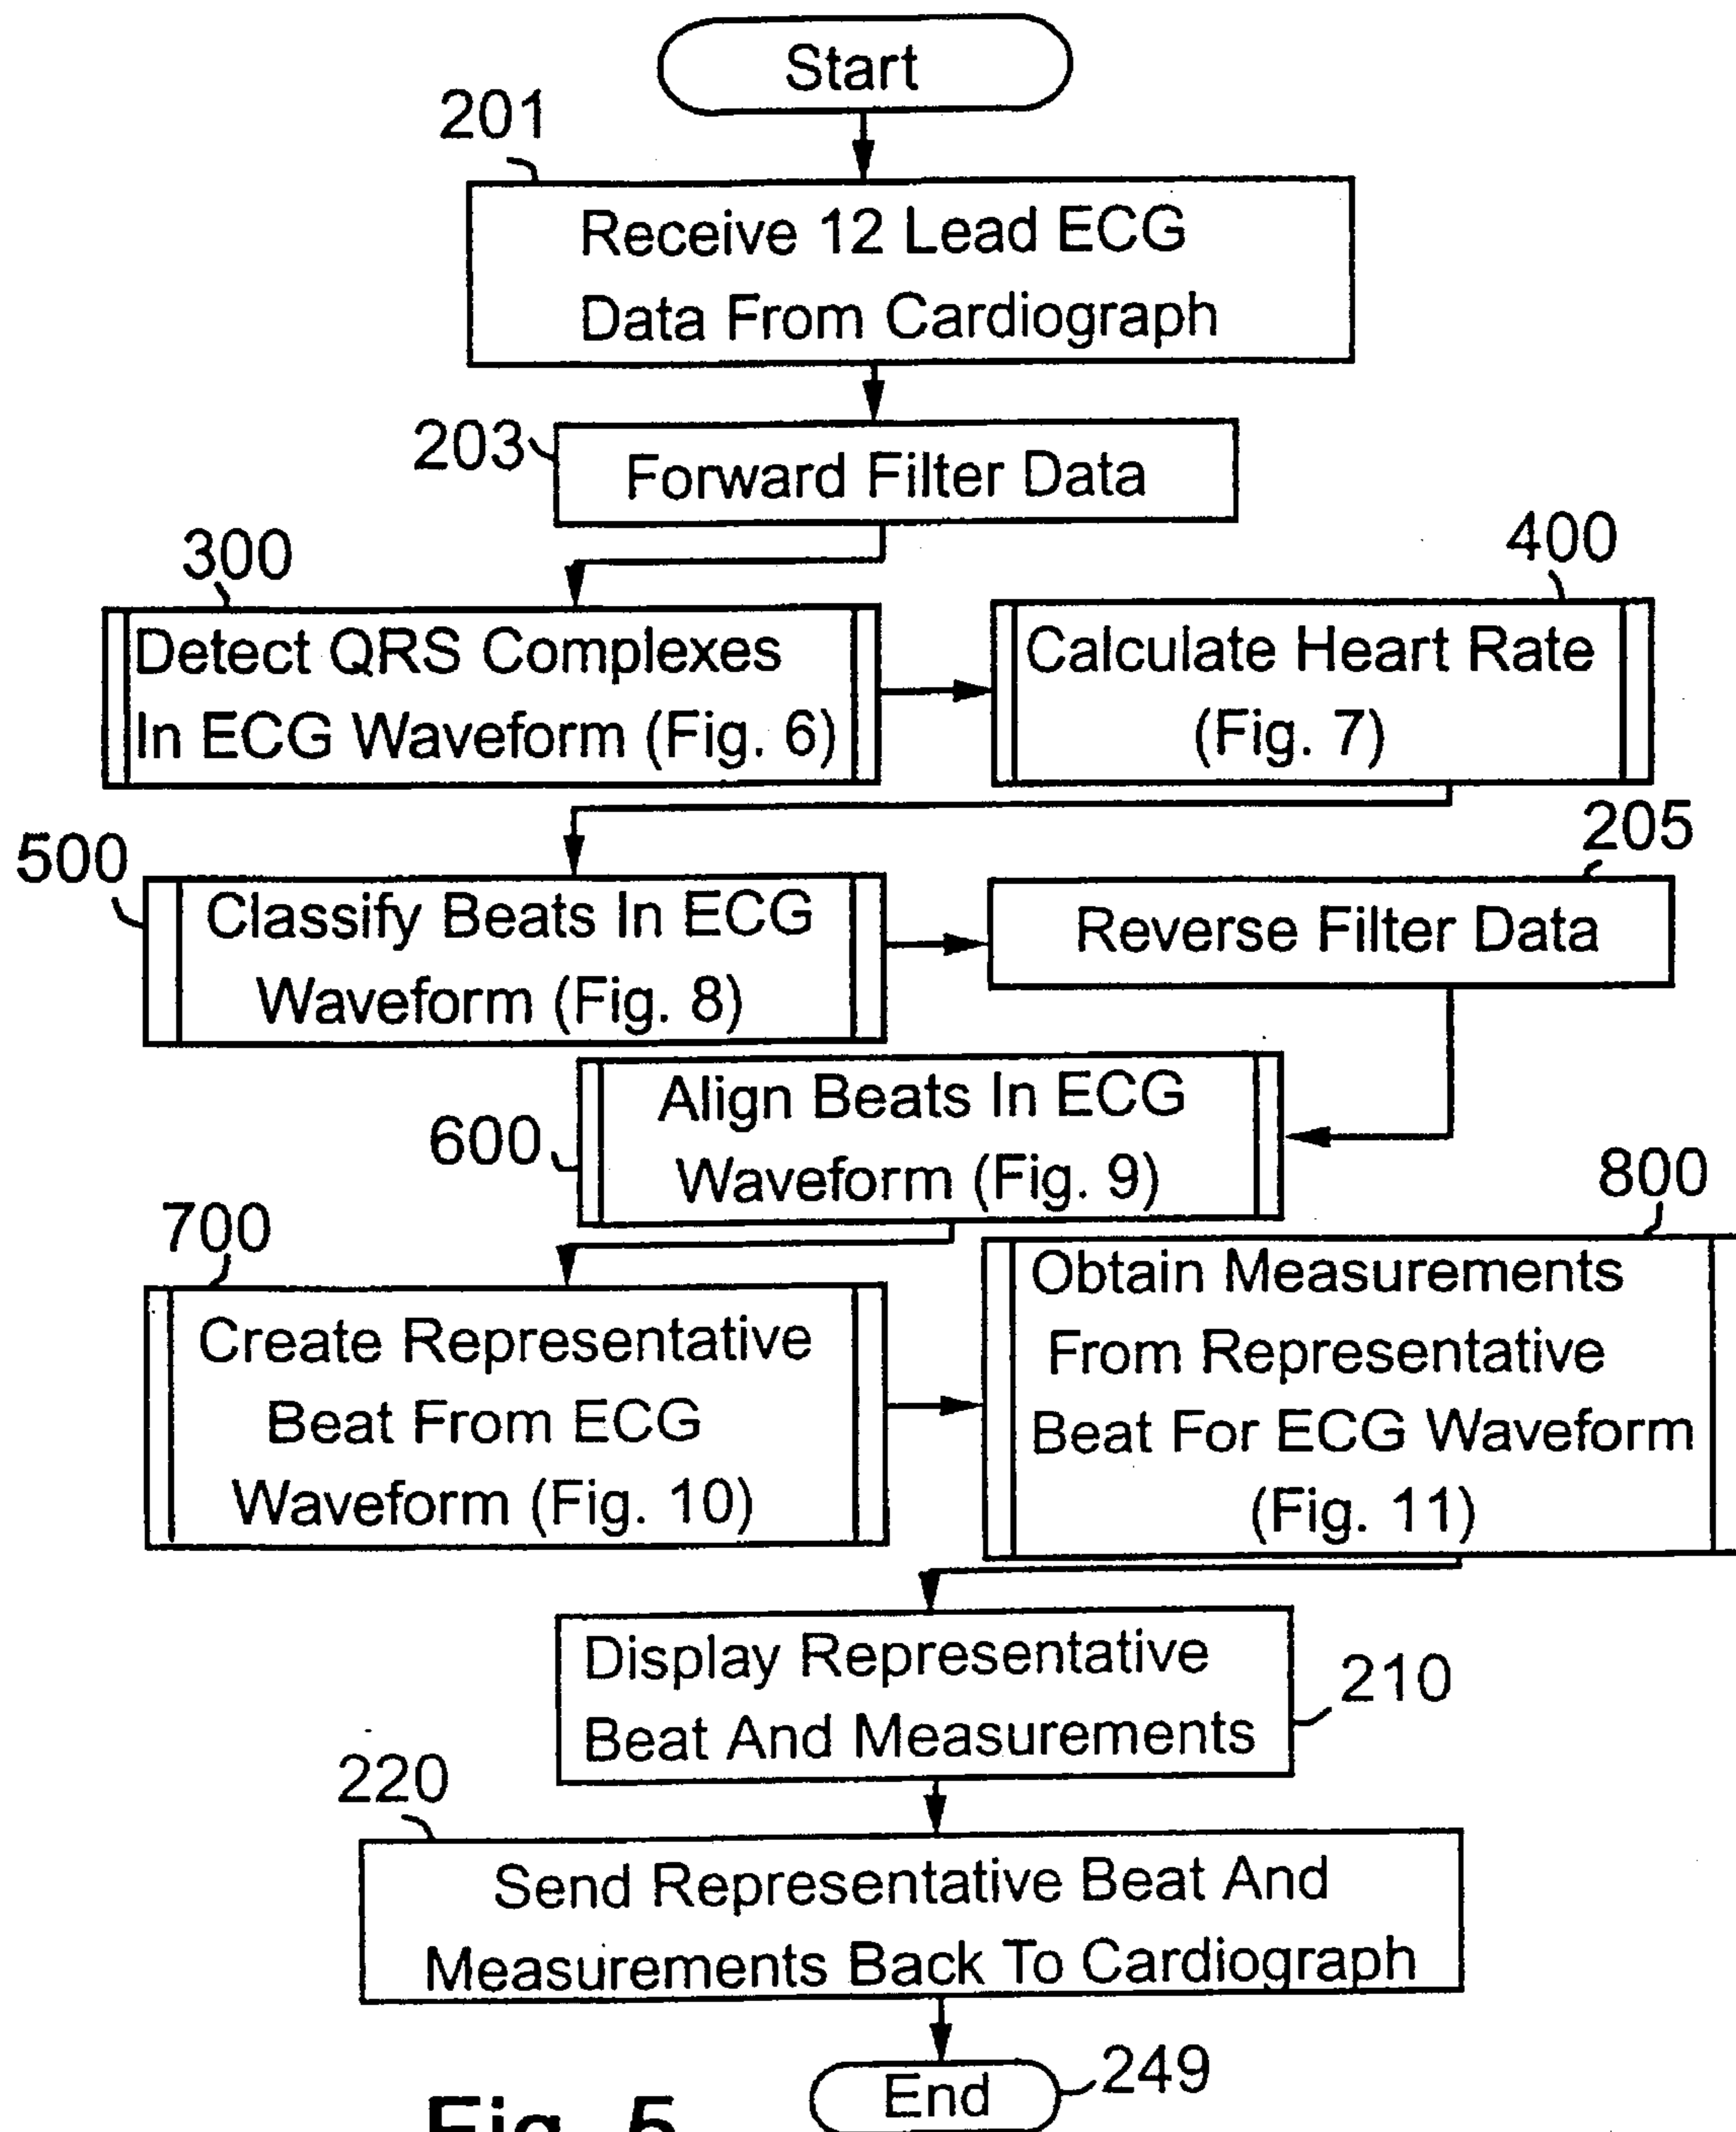 Start
201
Receive 12 Lead ECG
Data From Cardiograph
203
Forward Filter Data
300
400
Detect QRS Complexes
In ECG Waveform (Fig. 6)
Calculate Heart Rate
(Fig. 7)
500
205
Classify Beats In ECG
Waveform (Fig. 8)
Reverse Filter Data
600
Align Beats In ECG
Waveform (Fig. 9)
700
800
Create Representative
Beat From ECG
Waveform (Fig. 10)
Obtain Measurements
From Representative
Beat For ECG Waveform
(Fig. 11)
Display Representative
Beat And Measurements
210
220
Send Representative Beat And
Measurements Back To Cardiograph
End
249
Fig. 5